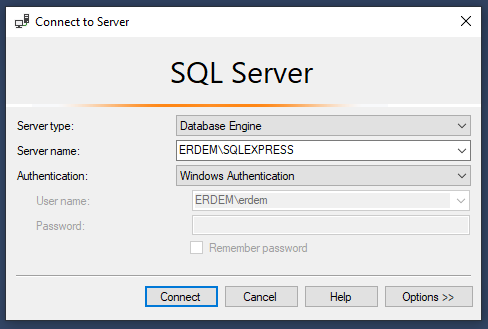 Connect to Server
SQL Server
Server type: Database Engine
Server name: ERDEM\SQLEXPRESS
Authentication: Windows Authentication
User name: ERDEM\erdem
Password:
Remember password
Connect Cancel Help Options >>